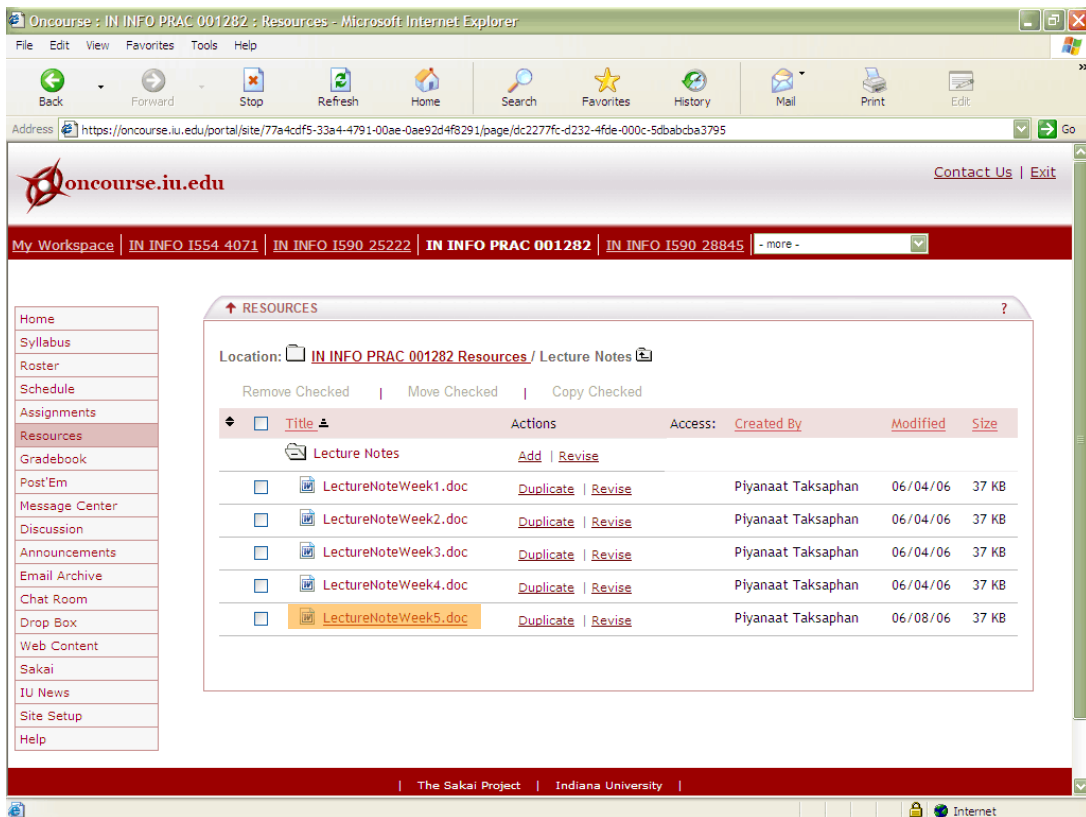 Oncourse : IN INFO PRAC 001282 : Resources - Microsoft Internet Explorer
File Edit View Favorites Tools Help
Back Forward Stop Refresh Home Search Favorites History Mail Print Edit
Address https://oncourse.iu.edu/portal/site/77a4cdf5-33a4-4791-00ae-0ae92d4f8291/page/dc2277fc-d232-4fde-000c-5dbabcba3795 Go
oncourse.iu.edu
Contact Us | Exit
My Workspace | IN INFO I554 4071 | IN INFO I590 25222 | IN INFO PRAC 001282 | IN INFO I590 28845 | - more -
Home
Syllabus
Roster
Schedule
Assignments
Resources
Gradebook
Post'Em
Message Center
Discussion
Announcements
Email Archive
Chat Room
Drop Box
Web Content
Sakai
IU News
Site Setup
Help
RESOURCES ?
Location: IN INFO PRAC 001282 Resources / Lecture Notes
Remove Checked | Move Checked | Copy Checked
Title Actions Access: Created By Modified Size
Lecture Notes Add | Revise
LectureNoteWeek1.doc Duplicate | Revise Piyanaat Taksaphan 06/04/06 37 KB
LectureNoteWeek2.doc Duplicate | Revise Piyanaat Taksaphan 06/04/06 37 KB
LectureNoteWeek3.doc Duplicate | Revise Piyanaat Taksaphan 06/04/06 37 KB
LectureNoteWeek4.doc Duplicate | Revise Piyanaat Taksaphan 06/04/06 37 KB
LectureNoteWeek5.doc Duplicate | Revise Piyanaat Taksaphan 06/08/06 37 KB
| The Sakai Project | Indiana University |
Internet